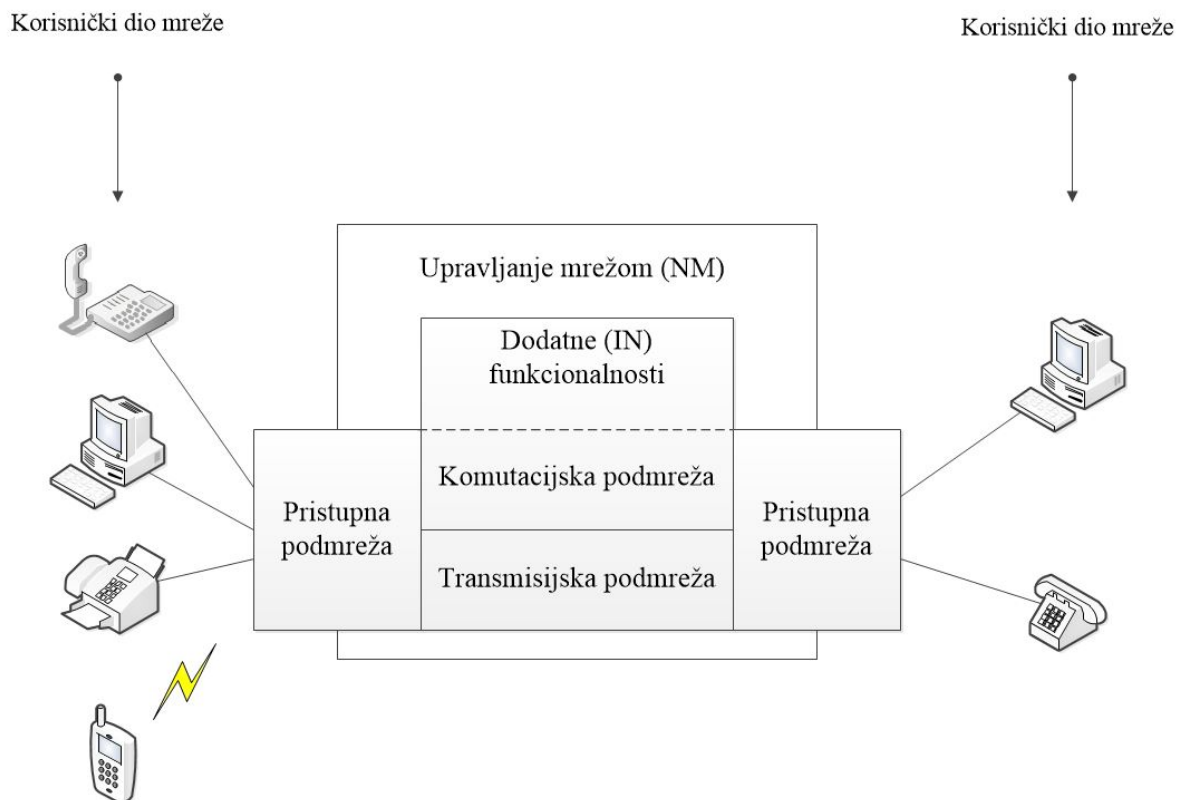 Korisnički dio mreže
Korisnički dio mreže
Upravljanje mrežom (NM)
Dodatne (IN)
funkcionalnosti
Komutacijska podmreža
Pristupna
podmreža
Pristupna
podmreža
Transmisijska podmreža